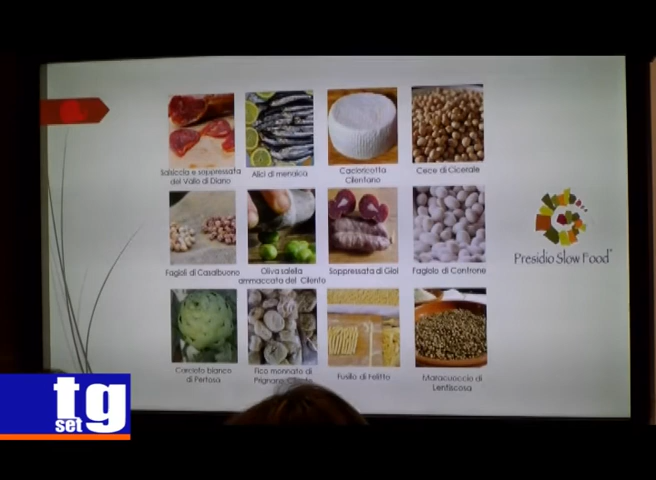 Salsiccia e soppressata
del Vallo di Diano
Alici di menaica
Cacioricotta
Cilentano
Cece di Cicerale
Fagioli di Casalbuono
Oliva salella
ammaccata del Cilento
Soppressata di Gioi
Fagiolo di Controne
Presidio Slow Food®
Carciofo bianco
di Pertosa
Fico monnato di
Prignano Cilento
Fusillo di Felitto
Maracuoccio di
Lentiscosa
tg
set